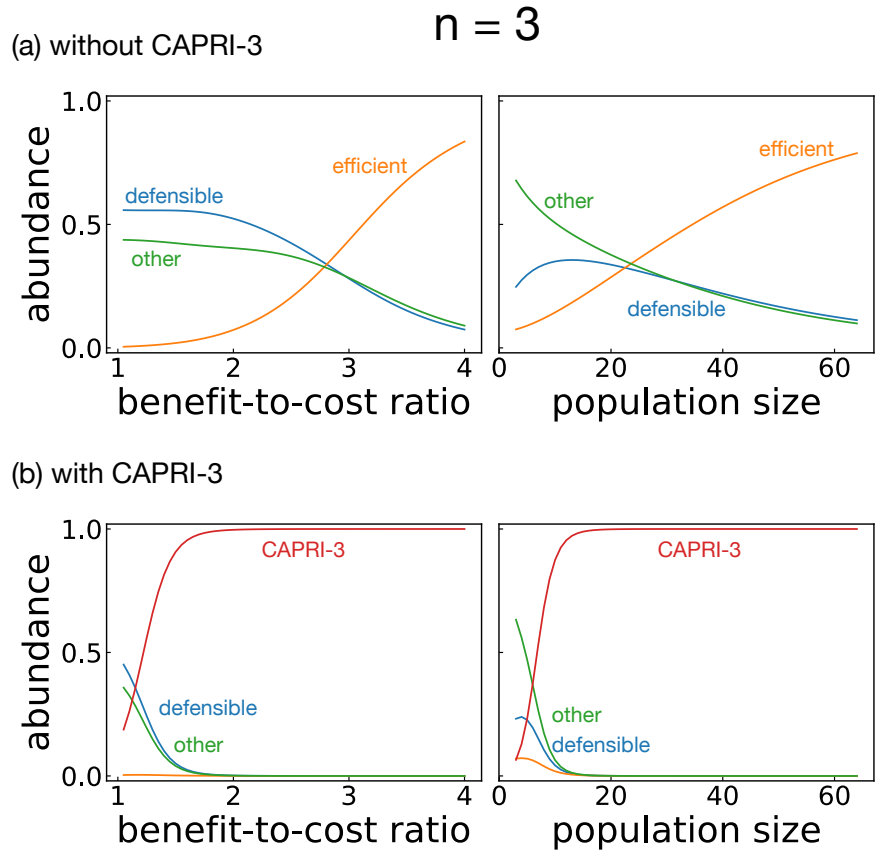 n = 3
(a) without CAPRI-3
abundance
1.0
0.5
0.0
defensible
other
efficient
1
2
3
4
benefit-to-cost ratio
other
efficient
defensible
0
20
40
60
population size
(b) with CAPRI-3
abundance
1.0
0.5
0.0
CAPRI-3
defensible
other
1
2
3
4
benefit-to-cost ratio
CAPRI-3
other
defensible
0
20
40
60
population size